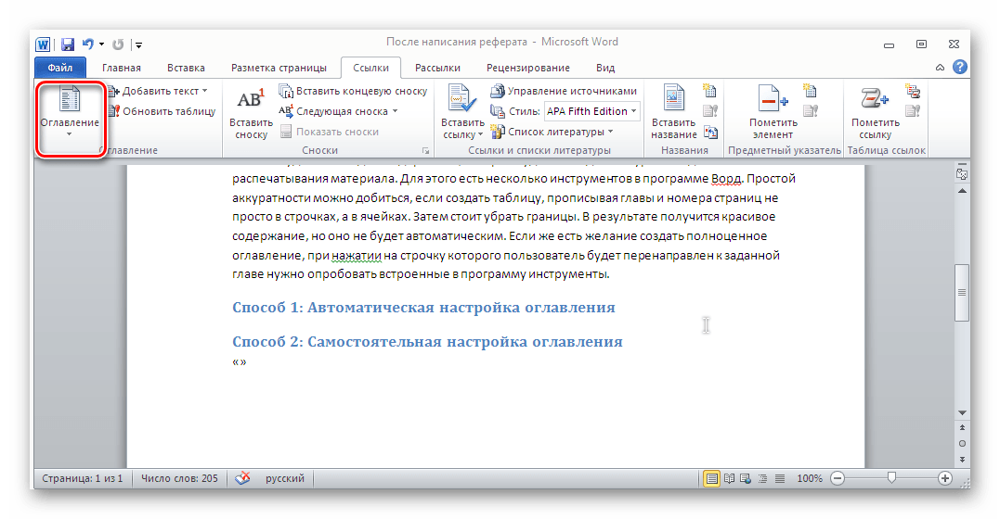 После написания реферата - Microsoft Word
Файл Главная Вставка Разметка страницы Ссылки Рассылки Рецензирование Вид
Оглавление
Добавить текст
Обновить таблицу
Оглавление
AB¹
Вставить сноску
Вставить концевую сноску
Следующая сноска
Показать сноски
Сноски
Вставить ссылку
Управление источниками
Стиль: APA Fifth Edition
Список литературы
Ссылки и списки литературы
Вставить название
Названия
Пометить элемент
Предметный указатель
Пометить ссылку
Таблица ссылок
распечатывания материала. Для этого есть несколько инструментов в программе Ворд. Простой
аккуратности можно добиться, если создать таблицу, прописывая главы и номера страниц не
просто в строчках, а в ячейках. Затем стоит убрать границы. В результате получится красивое
содержание, но оно не будет автоматическим. Если же есть желание создать полноценное
оглавление, при нажатии на строчку которого пользователь будет перенаправлен к заданной
главе нужно опробовать встроенные в программу инструменты.
Способ 1: Автоматическая настройка оглавления
Способ 2: Самостоятельная настройка оглавления
«»
Страница: 1 из 1 Число слов: 205 русский 100%